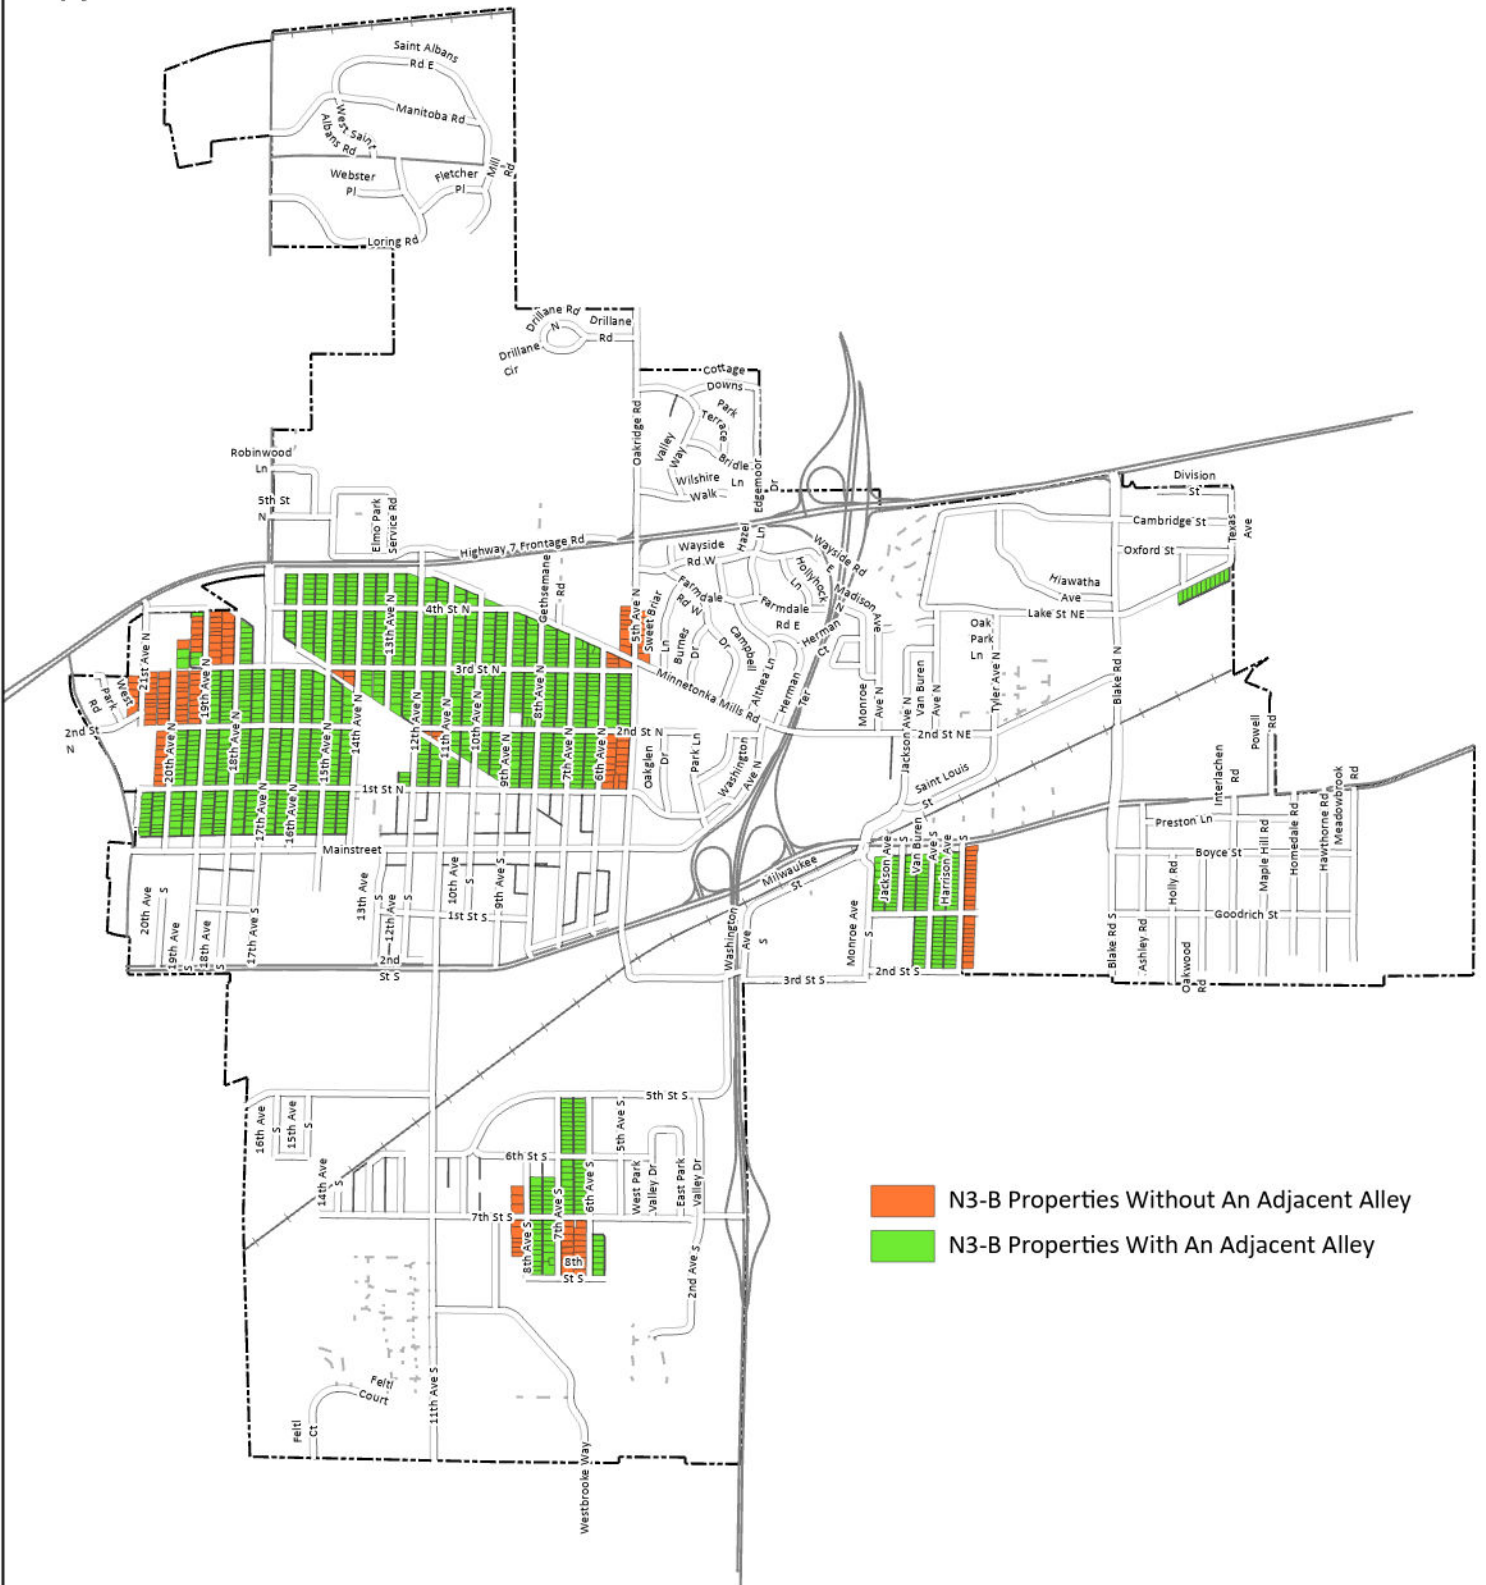 Saint Albans
Rd E
Manitoba Rd
West Saint
Albans Rd
Webster
Pl
Fletcher
Pl
Mill
Rd
Loring Rd
Drillane Rd
N
Drillane
Rd
Drillane
Cir
Cottage
Downs
Park
Terrace
Valley
Way
Bridle
Ln
Wilshire
Walk
Edgemoor
Dr
Oakridge Rd
Robinwood
Ln
5th St
N
Elmo Park
Service Rd
Highway 7 Frontage Rd
Hazel
Ln
Wayside
Rd W
Wayside Rd
E
Hollyhock
Ln
Madison Ave
N
Farmdale
Rd W
Farmdale
Rd E
Herman
Ct
Division
St
Cambridge St
Texas
Ave
Oxford St
Hiawatha
Ave
Lake St NE
Oak
Park
Ln
Gethsemane
Rd
4th St N
13th Ave N
5th Ave N
Sweet Briar
Ln
Burnes
Dr
Campbell
Dr
Althea Ln
Herman
Ter
3rd St N
Minnetonka Mills Rd
21st Ave N
19th Ave N
West
Park
Rd
2nd St
N
20th Ave N
18th Ave N
15th Ave N
14th Ave N
12th Ave N
11th Ave N
10th Ave N
9th Ave N
8th Ave N
7th Ave N
6th Ave N
2nd St N
Oakglen
Dr
Park Ln
Washington
Ave N
Monroe
Ave N
Van Buren
Ave N
Jackson Ave N
Tyler Ave N
2nd St NE
Blake Rd N
Saint Louis
St
Powell
Rd
Interlachen
Rd
Meadowbrook
Rd
Hawthorne Rd
Homedale Rd
Maple Hill Rd
Preston Ln
Boyce St
Holly Rd
Goodrich St
Blake Rd S
Ashley Rd
Oakwood
Rd
1st St N
17th Ave N
16th Ave N
Mainstreet
20th Ave
S
19th Ave
S
18th Ave
S
17th Ave S
13th Ave
S
12th Ave
S
10th Ave
S
9th Ave S
1st St S
2nd
St S
Milwaukee
St
Washington
Ave
S
Monroe Ave
S
Jackson Ave
S
Van Buren
Ave S
Harrison Ave
S
2nd St S
3rd St S
5th St S
16th Ave
S
15th Ave
S
14th Ave
S
6th St S
5th Ave S
West Park
Valley Dr
East Park
Valley Dr
6th Ave S
7th Ave S
8th Ave S
7th St S
8th
St S
2nd Ave S
11th Ave S
Feltl
Court
Feltl
Ct
Westbrooke Way
N3-B Properties Without An Adjacent Alley
N3-B Properties With An Adjacent Alley